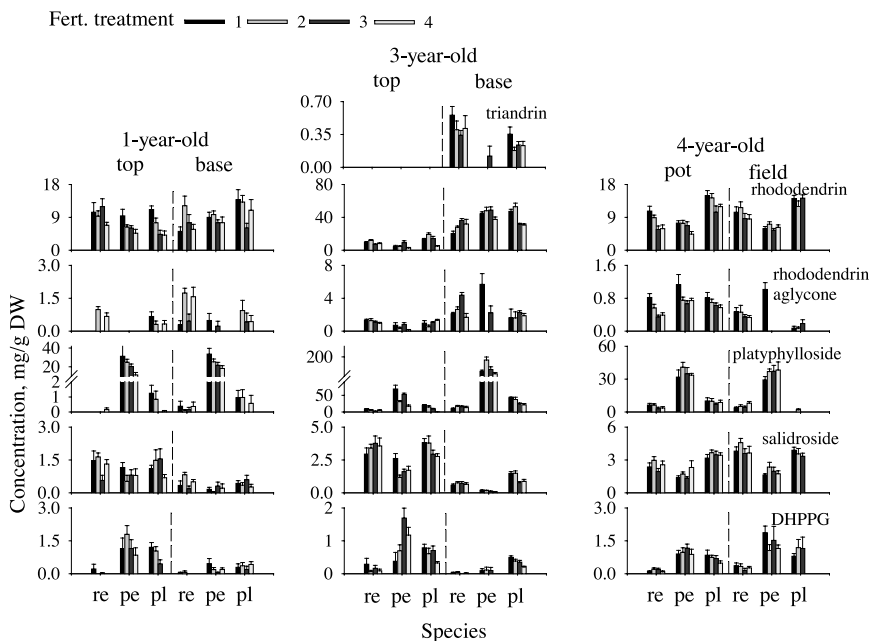 Fert. treatment 1 2 3 4
3-year-old
top base
0.70
0.35
0.00
triandrin
1-year-old
top base
4-year-old
pot field
18
9
0
80
40
0
18
9
0
rhododendrin
3.0
1.5
0.0
8
4
0
1.6
0.8
0.0
rhododendrin
aglycone
40
20
2
1
0
200
50
0
60
30
0
platyphylloside
3.0
1.5
0.0
5.0
2.5
0.0
6
3
0
salidroside
3.0
1.5
0.0
2
1
0
3.0
1.5
0.0
DHPPG
re pe pl re pe pl
re pe pl re pe pl
re pe pl re pe pl
Species
Concentration, mg/g DW